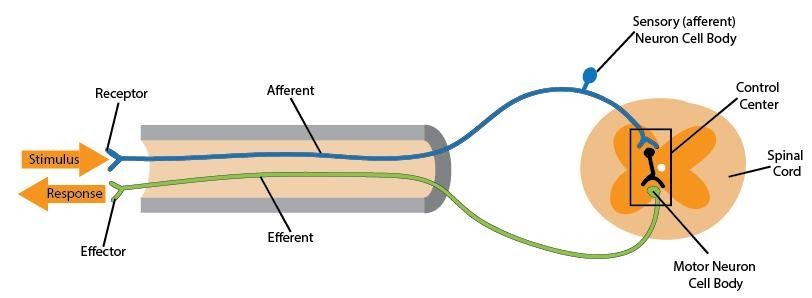 Sensory (afferent)
Neuron Cell Body
Receptor
Afferent
Control
Center
Stimulus
Spinal
Cord
Response
Effector
Efferent
Motor Neuron
Cell Body